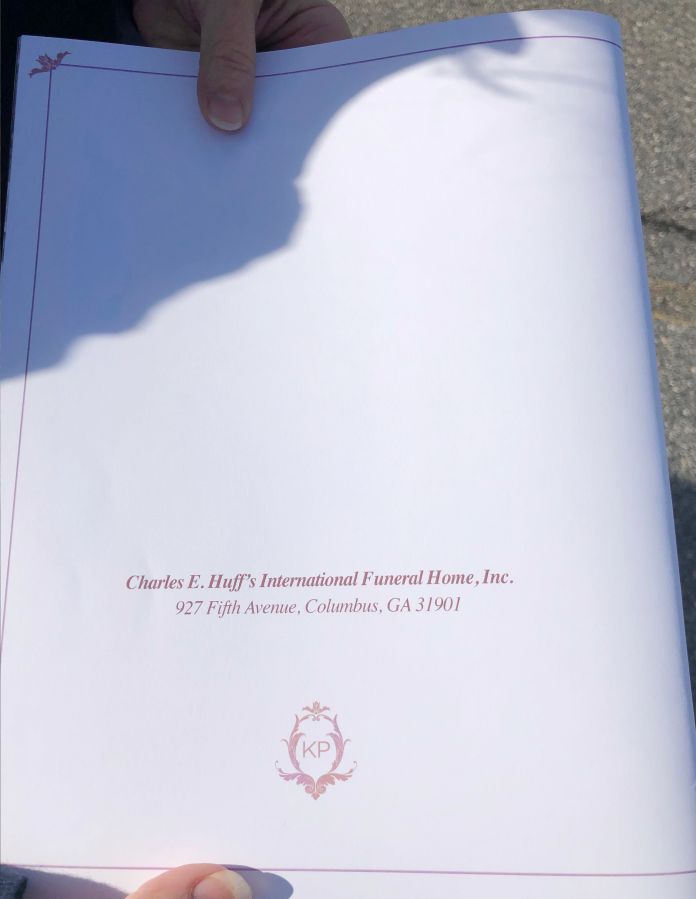 Charles E. Huff's International Funeral Home, Inc.
927 Fifth Avenue, Columbus, GA 31901
KP